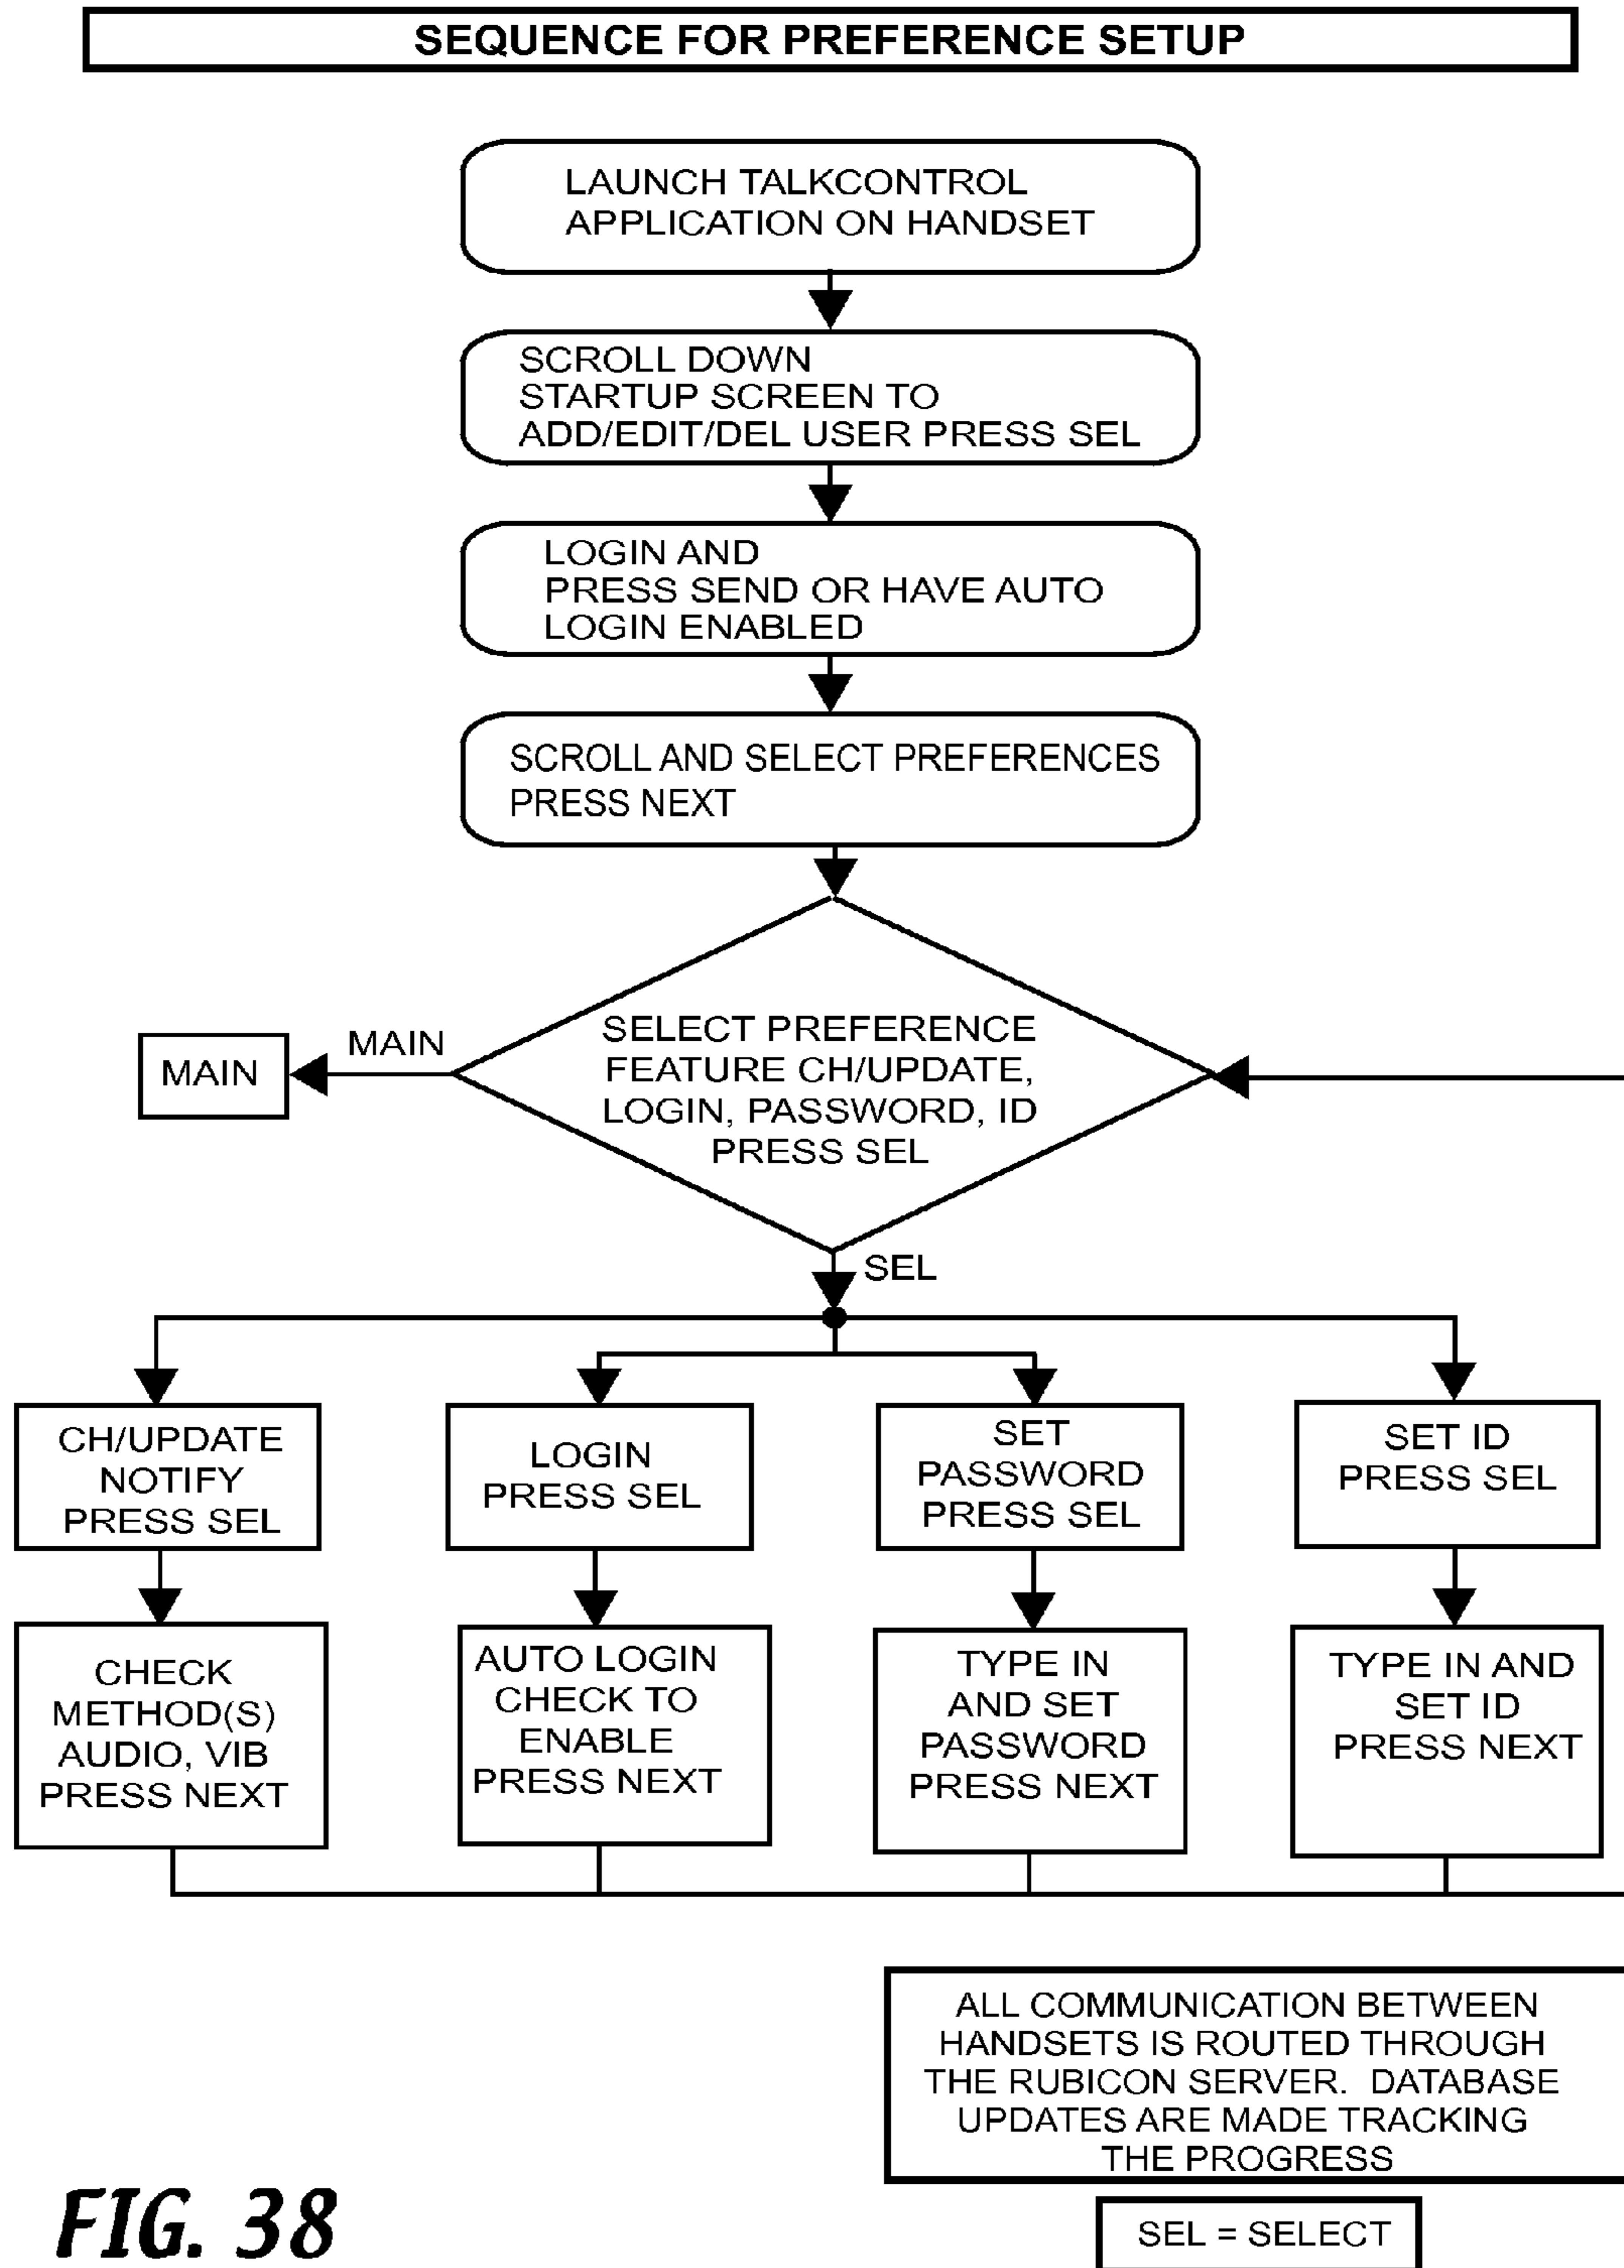 SEQUENCE FOR PREFERENCE SETUP
LAUNCH TALKCONTROL
APPLICATION ON HANDSET
SCROLL DOWN
STARTUP SCREEN TO
ADD/EDIT/DEL USER PRESS SEL
LOGIN AND
PRESS SEND OR HAVE AUTO
LOGIN ENABLED
SCROLL AND SELECT PREFERENCES
PRESS NEXT
SELECT PREFERENCE
FEATURE CH/UPDATE,
LOGIN, PASSWORD, ID
PRESS SEL
MAIN
MAIN
SEL
CH/UPDATE
NOTIFY
PRESS SEL
LOGIN
PRESS SEL
SET
PASSWORD
PRESS SEL
SET ID
PRESS SEL
CHECK
METHOD(S)
AUDIO, VIB
PRESS NEXT
AUTO LOGIN
CHECK TO
ENABLE
PRESS NEXT
TYPE IN
AND SET
PASSWORD
PRESS NEXT
TYPE IN AND
SET ID
PRESS NEXT
ALL COMMUNICATION BETWEEN
HANDSETS IS ROUTED THROUGH
THE RUBICON SERVER. DATABASE
UPDATES ARE MADE TRACKING
THE PROGRESS
FIG. 38
SEL = SELECT